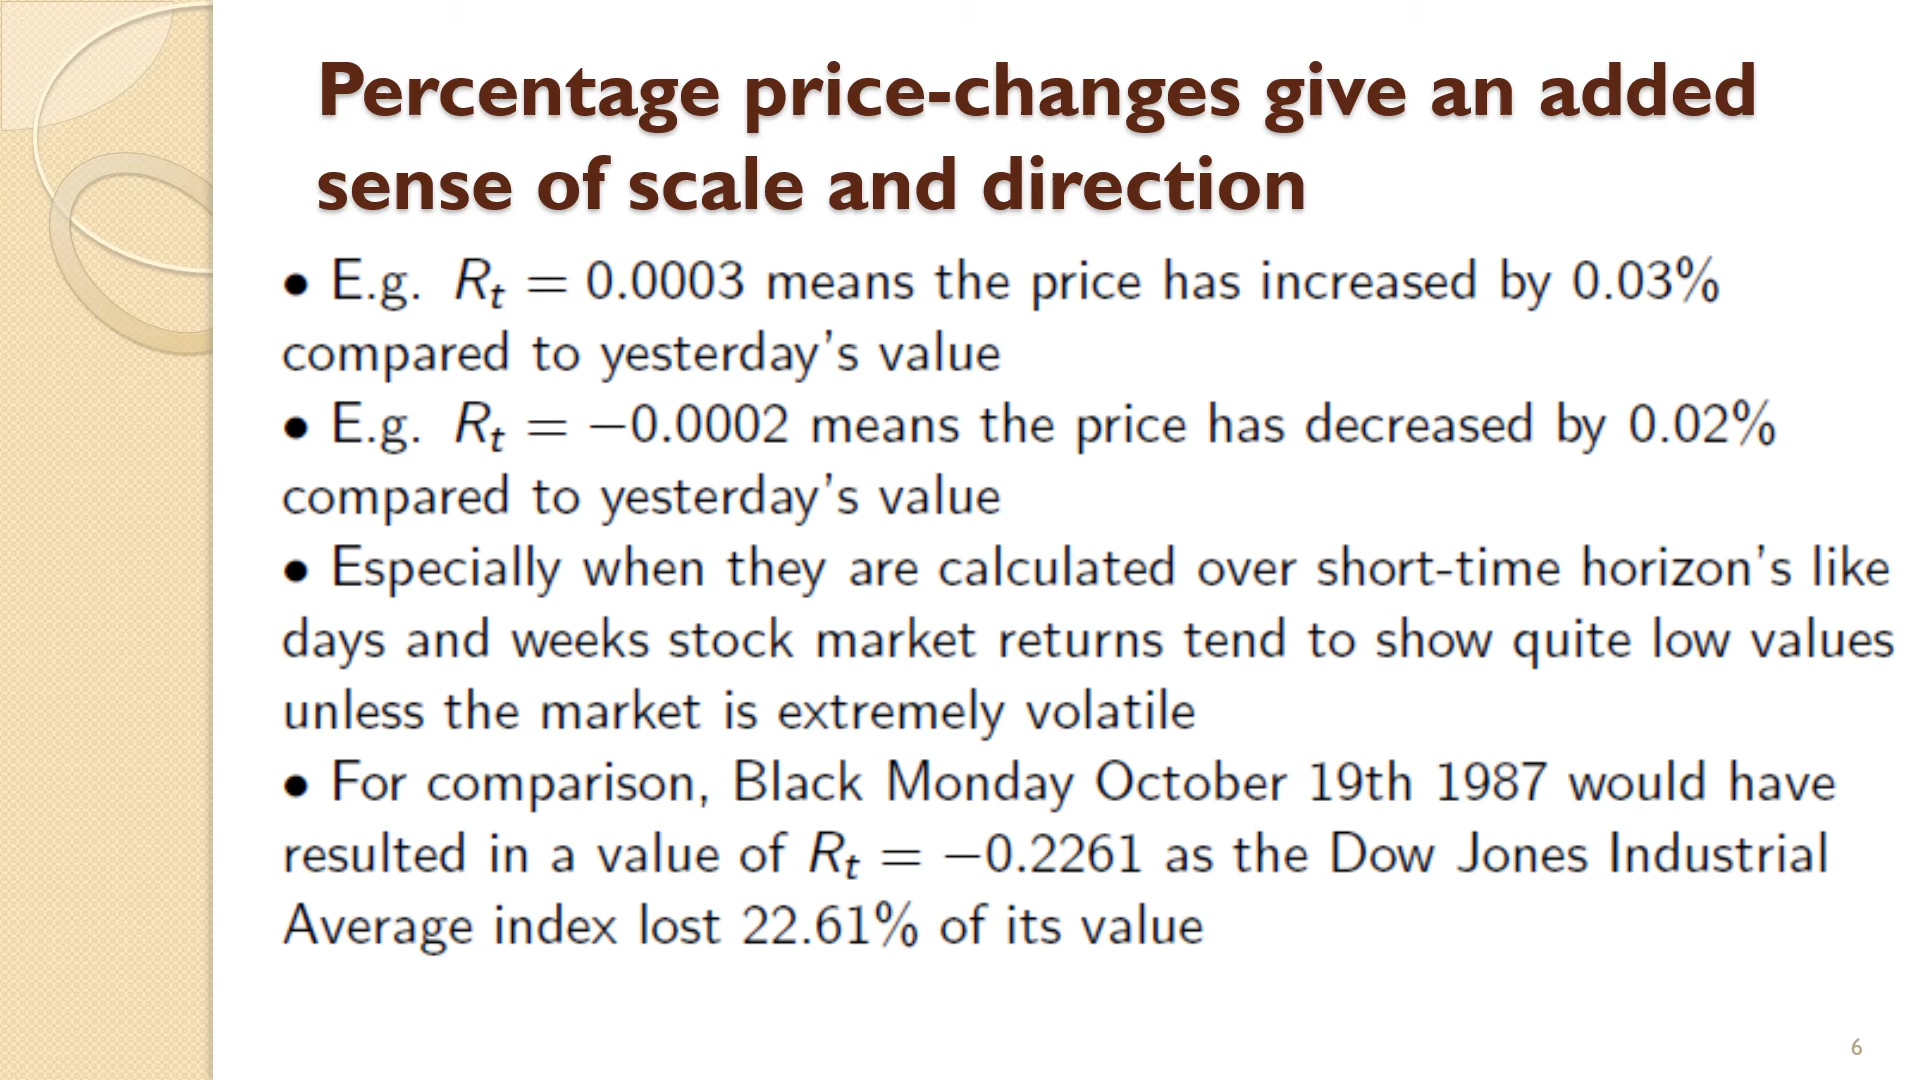 Percentage price-changes give an added
sense of scale and direction
• E.g. Rₜ = 0.0003 means the price has increased by 0.03%
compared to yesterday's value
• E.g. Rₜ = −0.0002 means the price has decreased by 0.02%
compared to yesterday's value
• Especially when they are calculated over short-time horizon's like
days and weeks stock market returns tend to show quite low values
unless the market is extremely volatile
• For comparison, Black Monday October 19th 1987 would have
resulted in a value of Rₜ = −0.2261 as the Dow Jones Industrial
Average index lost 22.61% of its value
6